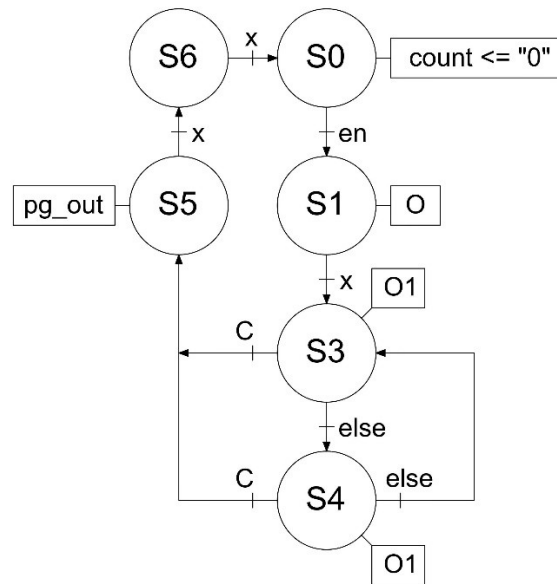 S6
x
S0
count <= "0"
x
en
pg_out
S5
S1
O
x
O1
C
S3
else
C
S4
else
O1